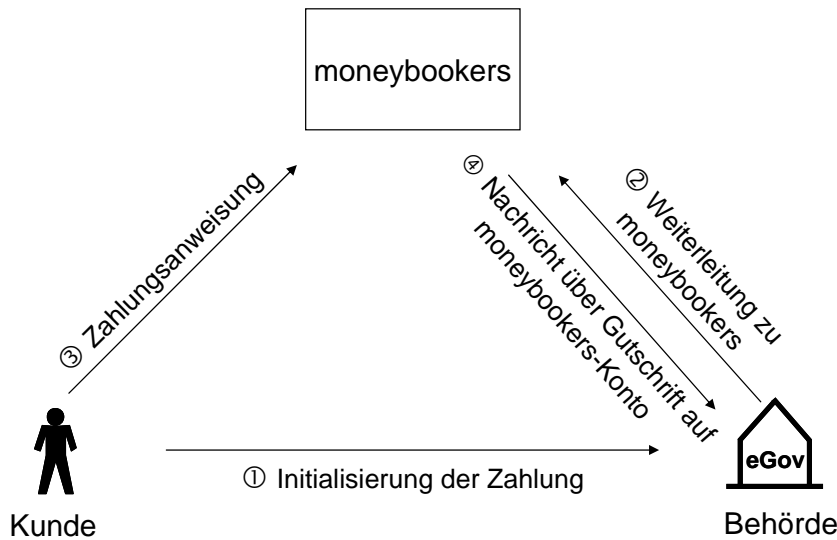 moneybookers
③ Zahlungsanweisung
④ Nachricht über Gutschrift auf
moneybookers-Konto
② Weiterleitung zu
moneybookers
eGov
① Initialisierung der Zahlung
Kunde
Behörde